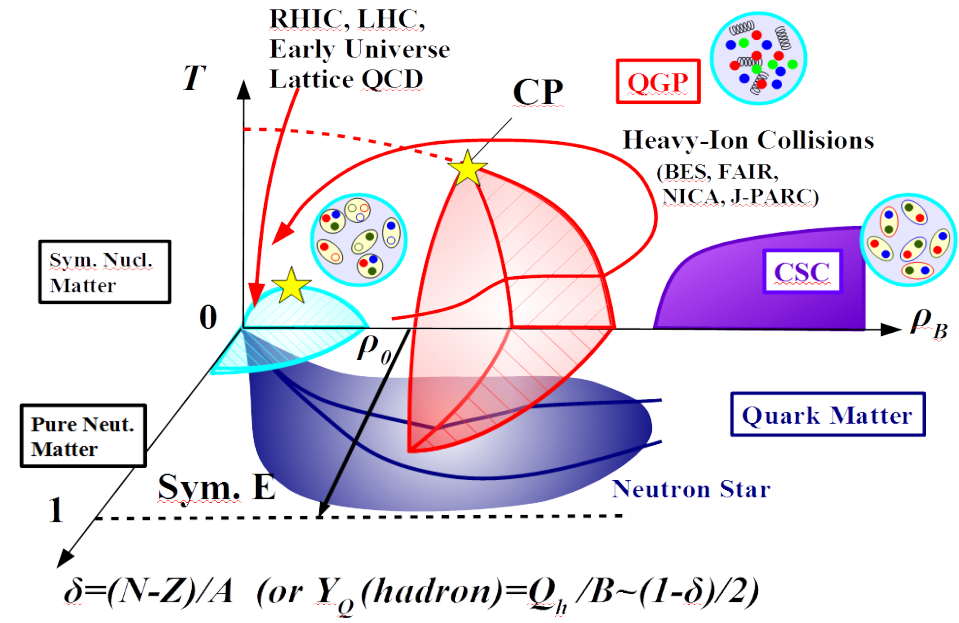 RHIC, LHC,
Early Universe
Lattice QCD
T
CP
QGP
Heavy-Ion Collisions
(BES, FAIR,
NICA, J-PARC)
Sym. Nucl.
Matter
CSC
0
ρ0
ρB
Pure Neut.
Matter
Quark Matter
Sym. E
Neutron Star
1
δ=(N-Z)/A (or YQ (hadron)=Qh /B~(1-δ)/2)